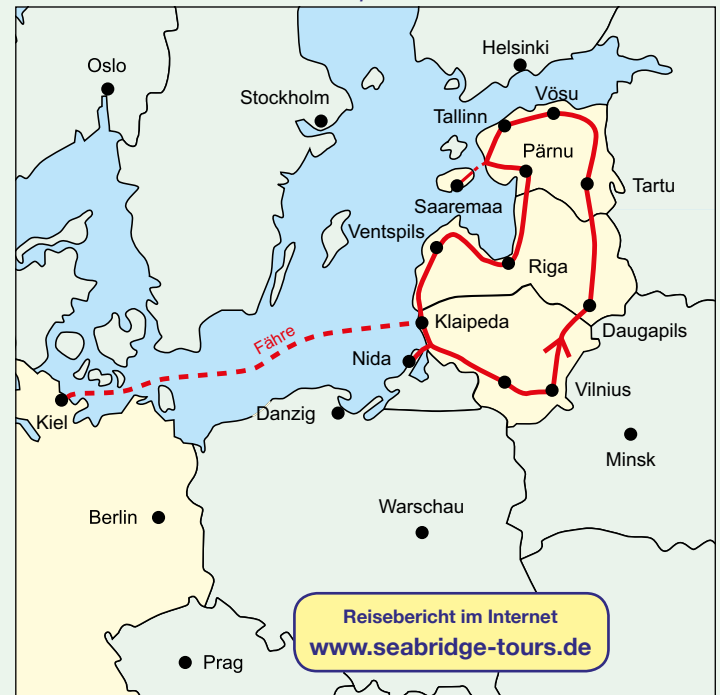 Helsinki
Oslo
Stockholm
Vösu
Tallinn
Pärnu
Tartu
Saaremaa
Ventspils
Riga
Klaipeda
Daugapils
Fähre
Nida
Vilnius
Kiel
Danzig
Minsk
Berlin
Warschau
Reisebericht im Internet
www.seabridge-tours.de
Prag